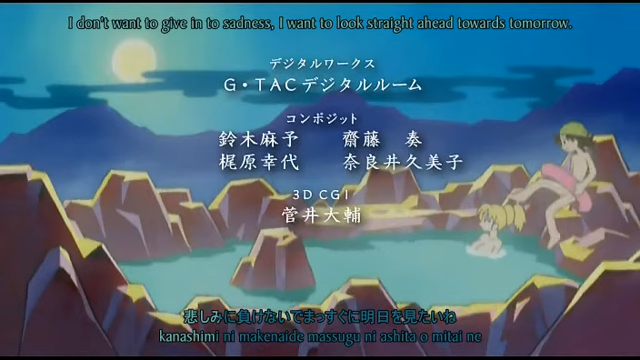 I don't want to give in to sadness, I want to look straight ahead towards tomorrow.
デジタルワークス
G・TACデジタルルーム
コンポジット
鈴木麻予　齋藤　奏
梶原幸代　奈良井久美子
3D CGI
菅井大輔
悲しみに負けないでまっすぐに明日を見たいね
kanashimi ni makenaide massugu ni ashita o mitai ne